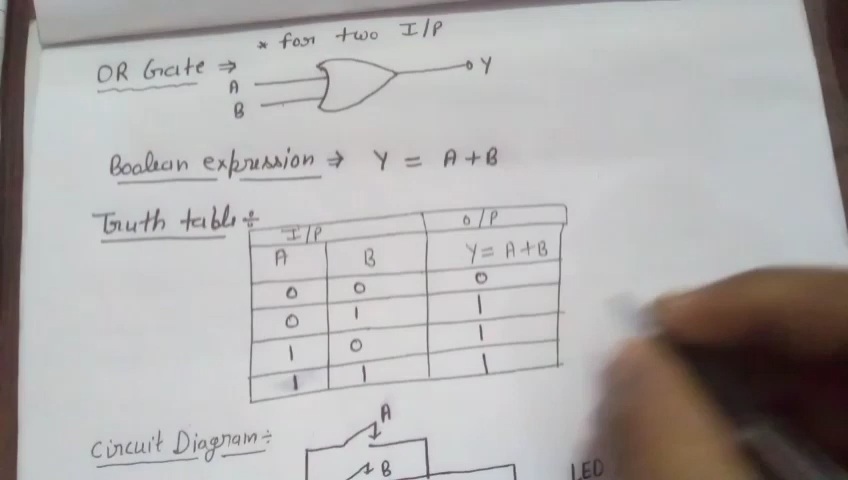 * for two I/P
OR Gate ⇒
A
B
Y
Boolean expression ⇒ Y = A+B
Truth table ÷
I/P O/P
A B Y = A+B
0 0 0
0 1 1
1 0 1
1 1 1
Circuit Diagram ÷
A
B
LED